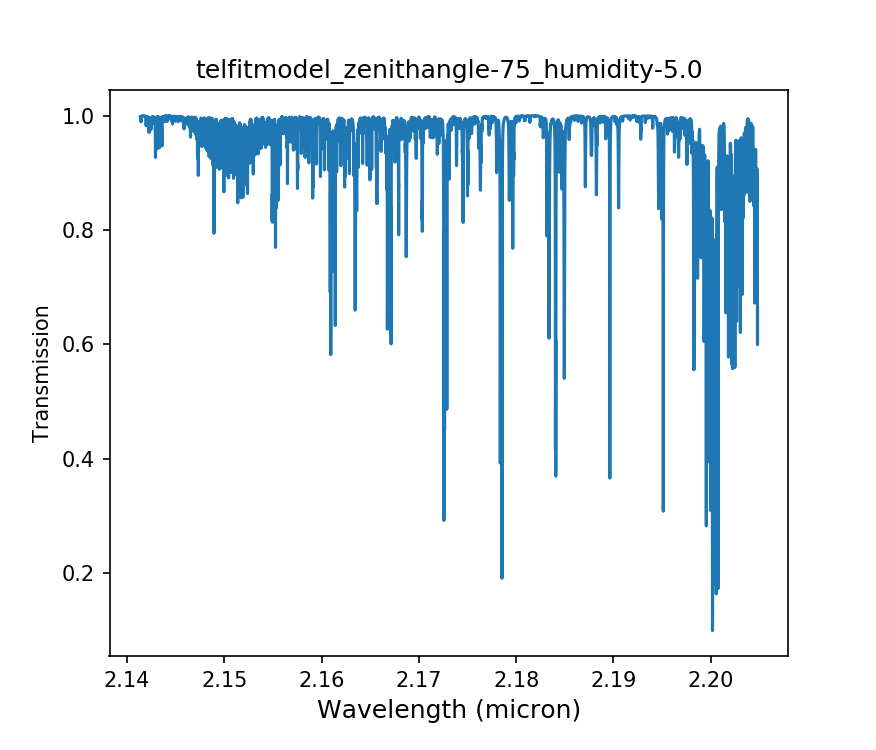 telfitmodel_zenithangle-75_humidity-5.0
1.0
0.8
0.6
0.4
0.2
Transmission
2.14 2.15 2.16 2.17 2.18 2.19 2.20
Wavelength (micron)